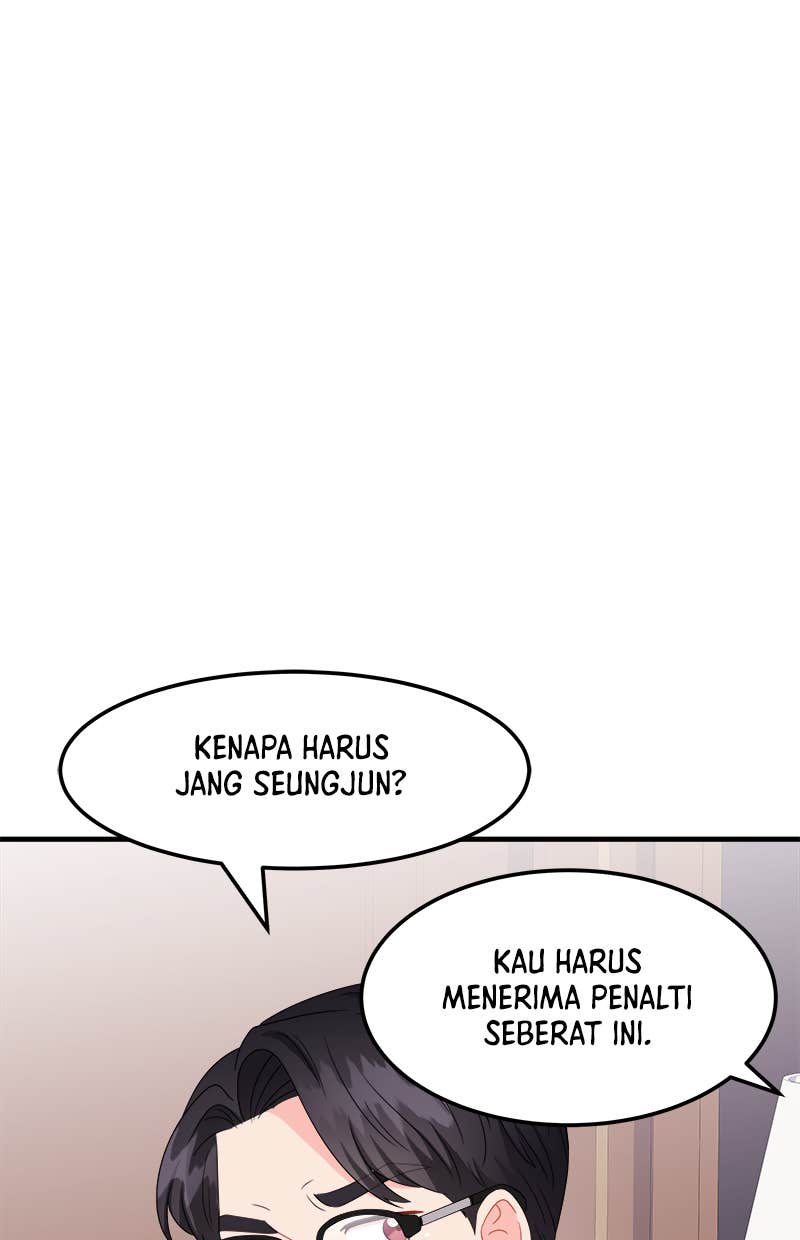 KENAPA HARUS
JANG SEUNGJUN?
KAU HARUS
MENERIMA PENALTI
SEBERAT INI.